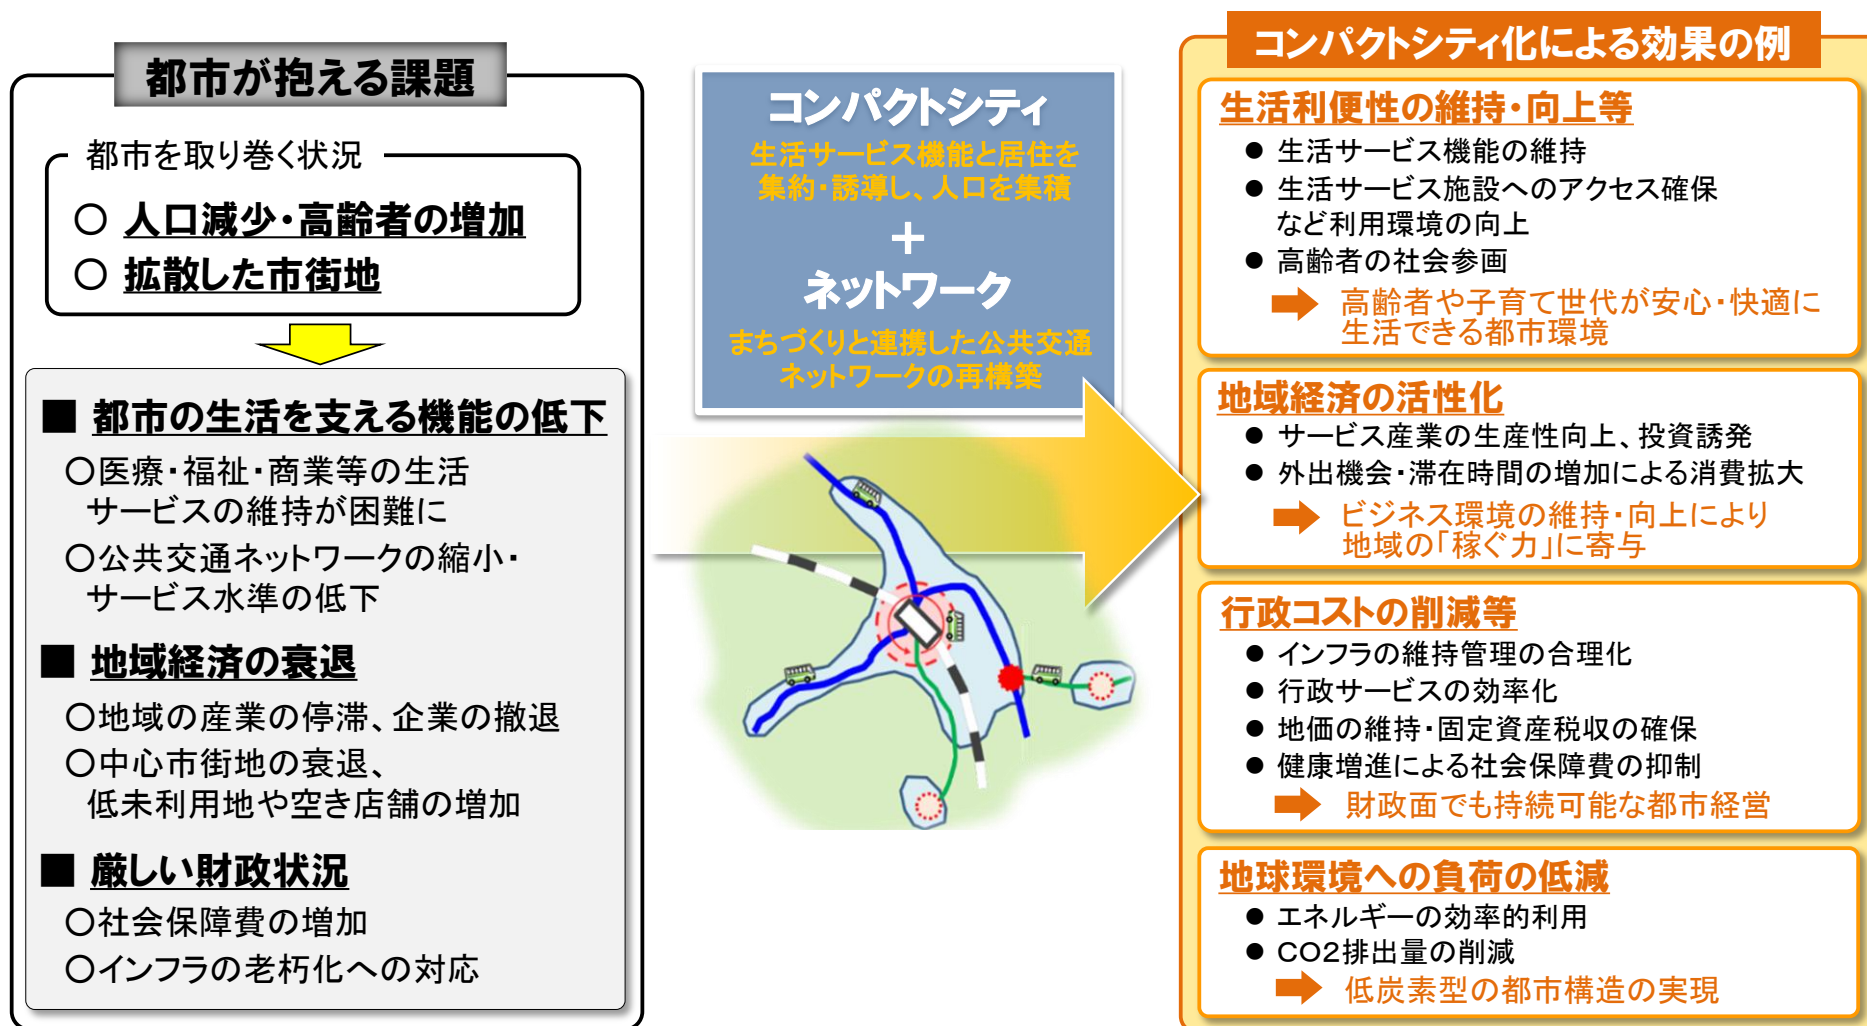 都市が抱える課題
都市を取り巻く状況
○ 人口減少・高齢者の増加
○ 拡散した市街地
■ 都市の生活を支える機能の低下
○医療・福祉・商業等の生活
サービスの維持が困難に
○公共交通ネットワークの縮小・
サービス水準の低下
■ 地域経済の衰退
○地域の産業の停滞、企業の撤退
○中心市街地の衰退、
低未利用地や空き店舗の増加
■ 厳しい財政状況
○社会保障費の増加
○インフラの老朽化への対応
コンパクトシティ
生活サービス機能と居住を
集約・誘導し、人口を集積
＋
ネットワーク
まちづくりと連携した公共交通
ネットワークの再構築
コンパクトシティ化による効果の例
生活利便性の維持・向上等
● 生活サービス機能の維持
● 生活サービス施設へのアクセス確保
など利用環境の向上
● 高齢者の社会参画
➡ 高齢者や子育て世代が安心・快適に
生活できる都市環境
地域経済の活性化
● サービス産業の生産性向上、投資誘発
● 外出機会・滞在時間の増加による消費拡大
➡ ビジネス環境の維持・向上により
地域の「稼ぐ力」に寄与
行政コストの削減等
● インフラの維持管理の合理化
● 行政サービスの効率化
● 地価の維持・固定資産税収の確保
● 健康増進による社会保障費の抑制
➡ 財政面でも持続可能な都市経営
地球環境への負荷の低減
● エネルギーの効率的利用
● CO2排出量の削減
➡ 低炭素型の都市構造の実現